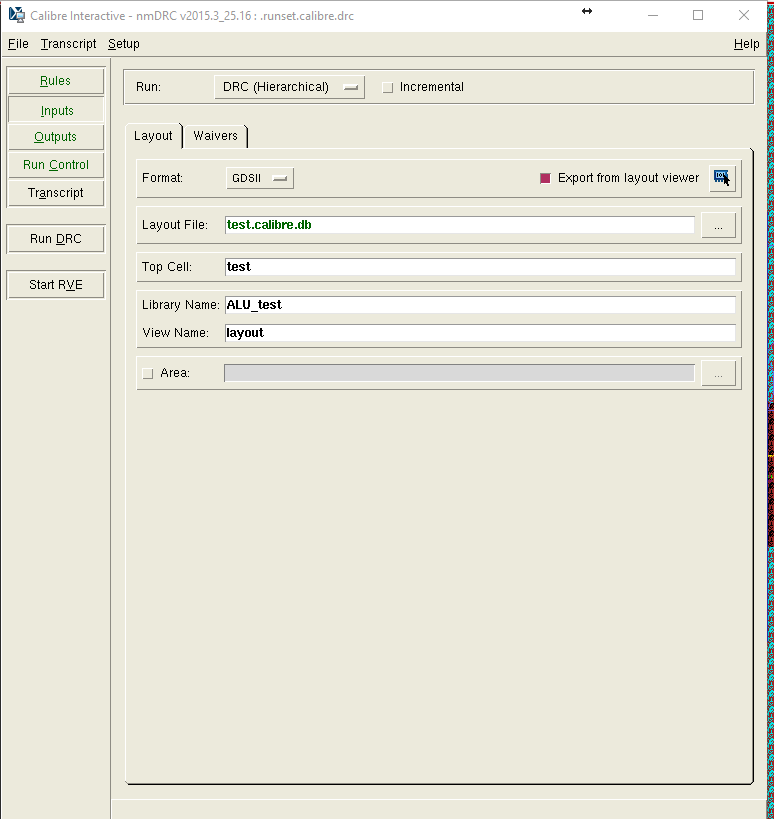 Calibre Interactive - nmDRC v2015.3_25.16 : .runset.calibre.drc
File Transcript Setup Help
Rules
Inputs
Outputs
Run Control
Transcript
Run DRC
Start RVE
Run: DRC (Hierarchical) Incremental
Layout Waivers
Format: GDSII Export from layout viewer
Layout File: test.calibre.db ...
Top Cell: test
Library Name: ALU_test
View Name: layout
Area: ...